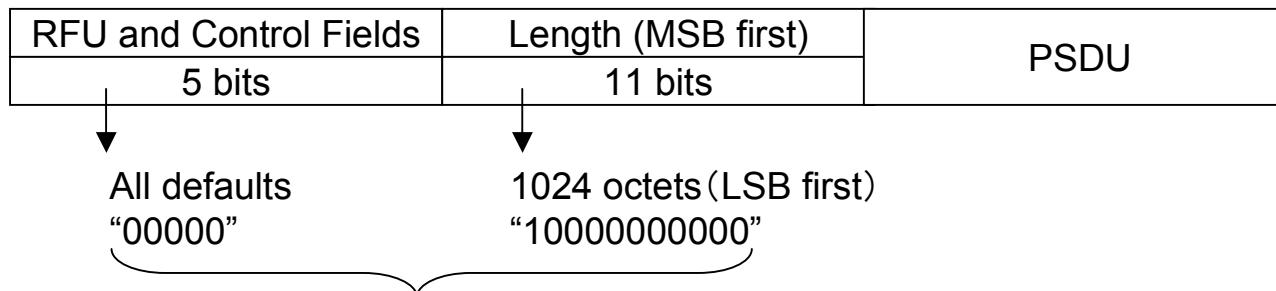 RFU and Control Fields Length (MSB first) PSDU
5 bits 11 bits
All defaults 1024 octets（LSB first）
“00000” “10000000000”